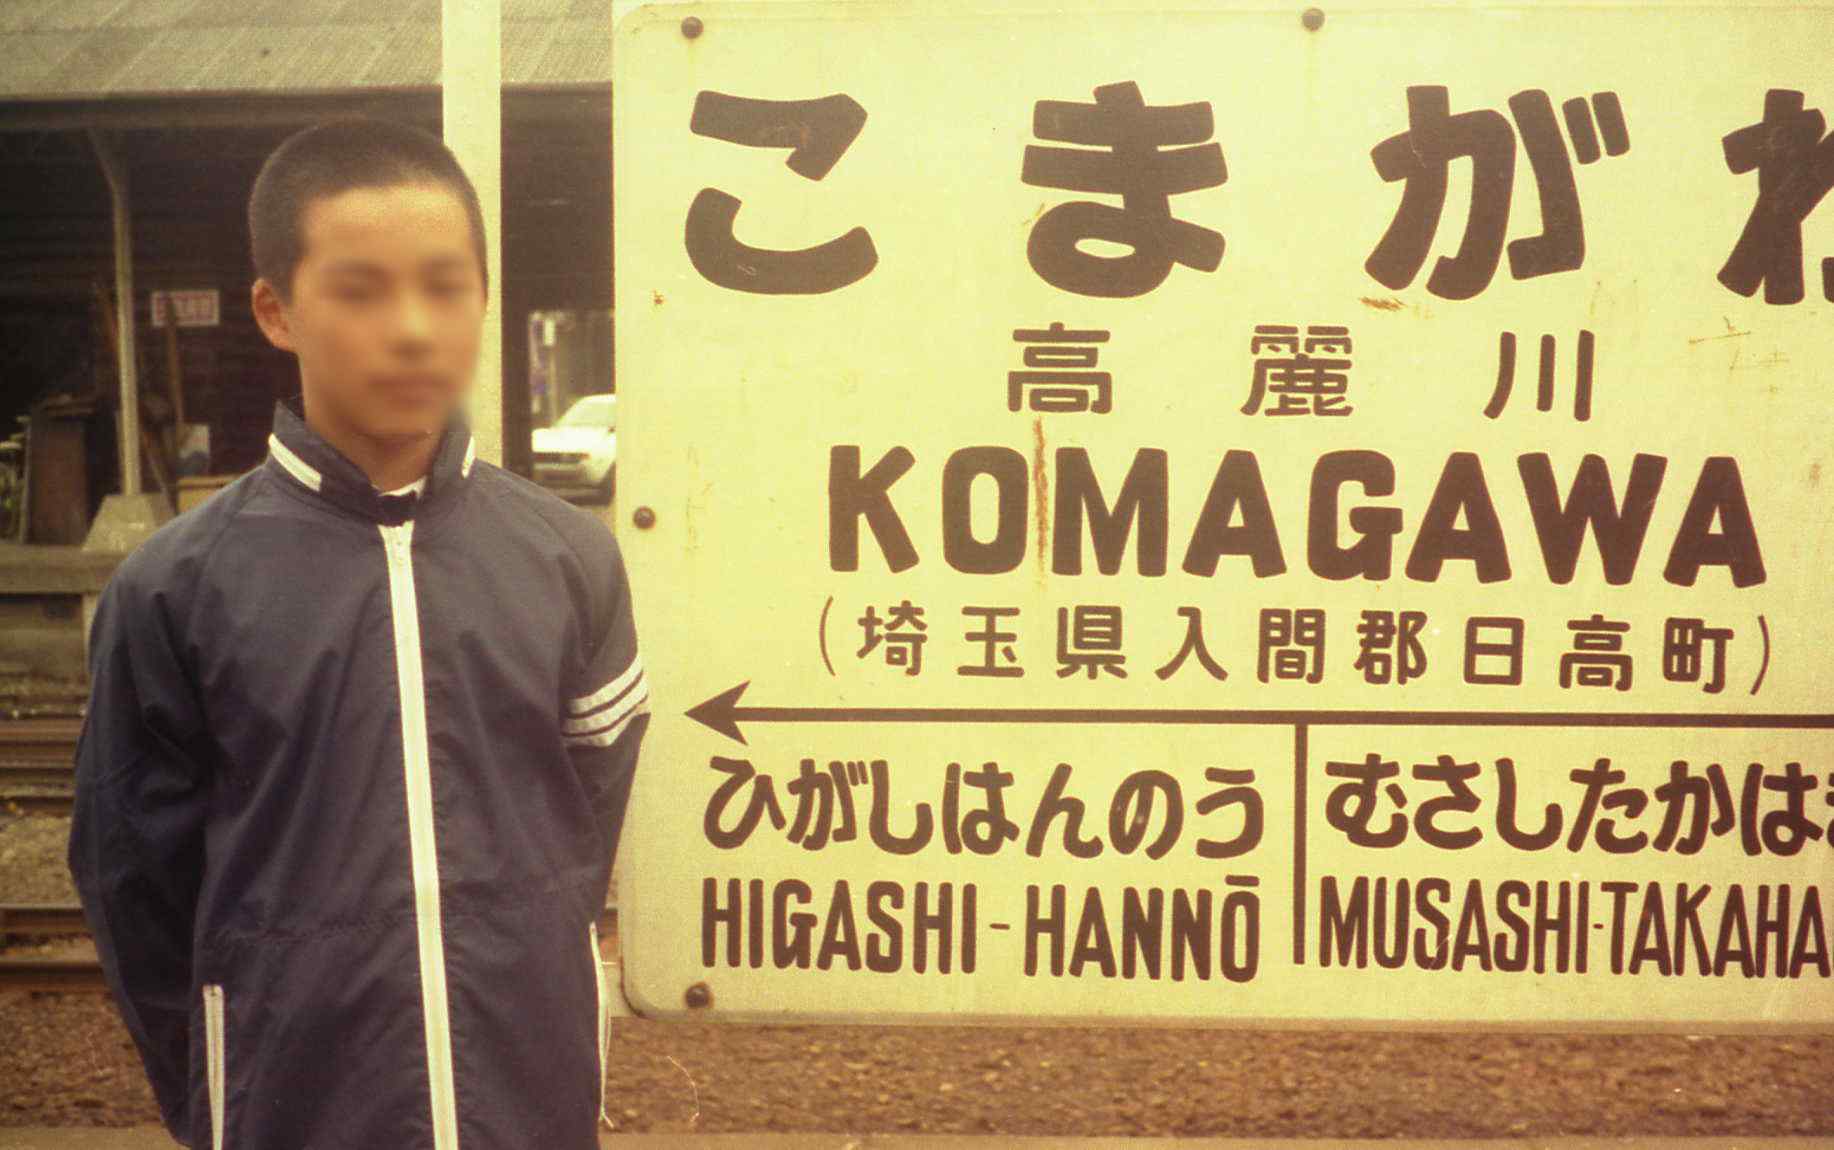 こまがわ
高麗川
KOMAGAWA
(埼玉県入間郡日高町)
ひがしはんのう
HIGASHI-HANNŌ
むさしたかは
MUSASHI-TAKAHA